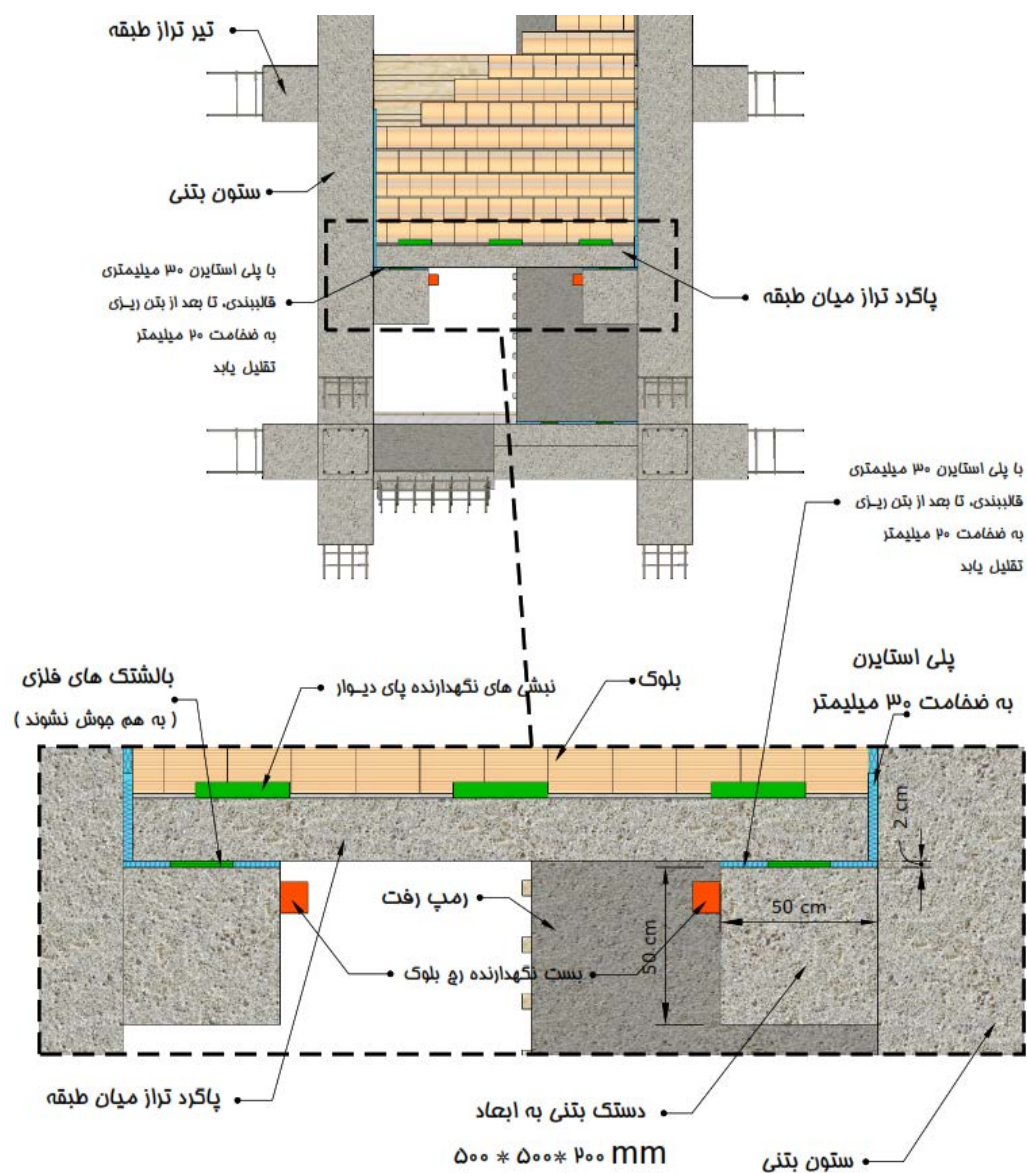 تیر تراز طبقه
ستون بتنی
با پلی استایرن ۳۰ میلیمتری
قالببندی، تا بعد از بتن ریزی
به ضخامت ۲۰ میلیمتر
تقلیل یابد
پاگرد تراز میان طبقه
با پلی استایرن ۳۰ میلیمتری
قالببندی، تا بعد از بتن ریـزی
به ضخامت ۲۰ میلیمتر
تقلیل یابد
پلی استایرن
به ضخامت ۳۰ میلیمتر
بلوک
نبشی های نگهدارنده پای دیـوار
بالشتک های فلزی
( به هم جوش نشوند )
2 cm
50 cm
50 cm
رمپ رفت
بست نگهدارنده رج بلوک
پاگرد تراز میان طبقه
دستک بتنی به ابعاد
۵۰۰ * ۵۰۰* ۲۰۰ mm
ستون بتنی